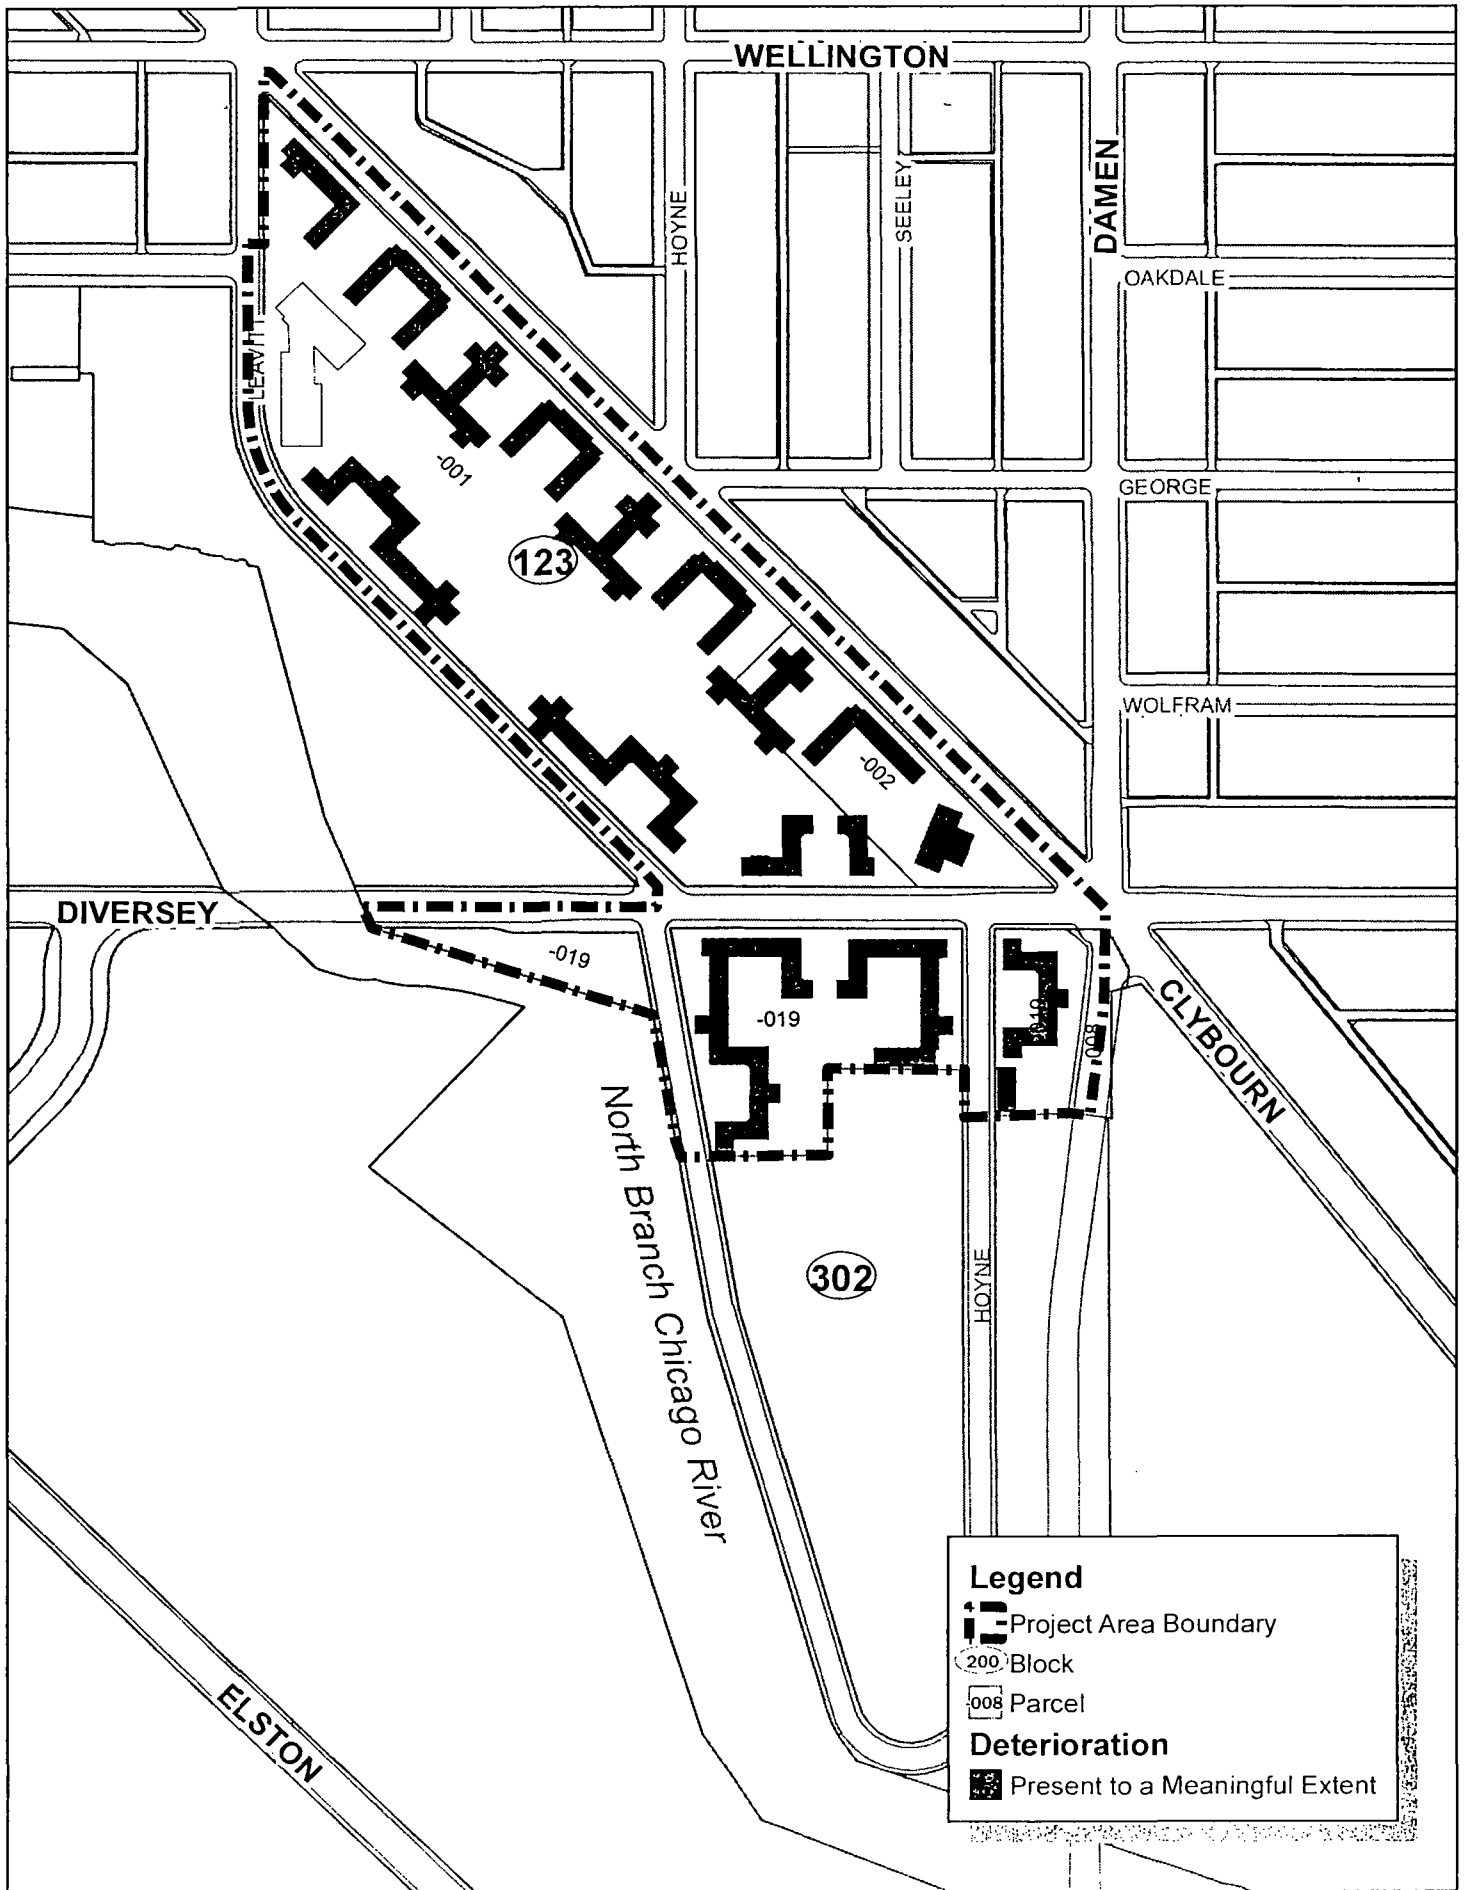 WELLINGTON
HOYNE
SEELEY
DAMEN
OAKDALE
LEAVITT
-001
GEORGE
123
WOLFRAM
-002
DIVERSEY
-019
-019
-008
CLYBOURN
North Branch Chicago River
302
HOYNE
ELSTON
Legend
Project Area Boundary
200 Block
-008 Parcel
Deterioration
Present to a Meaningful Extent